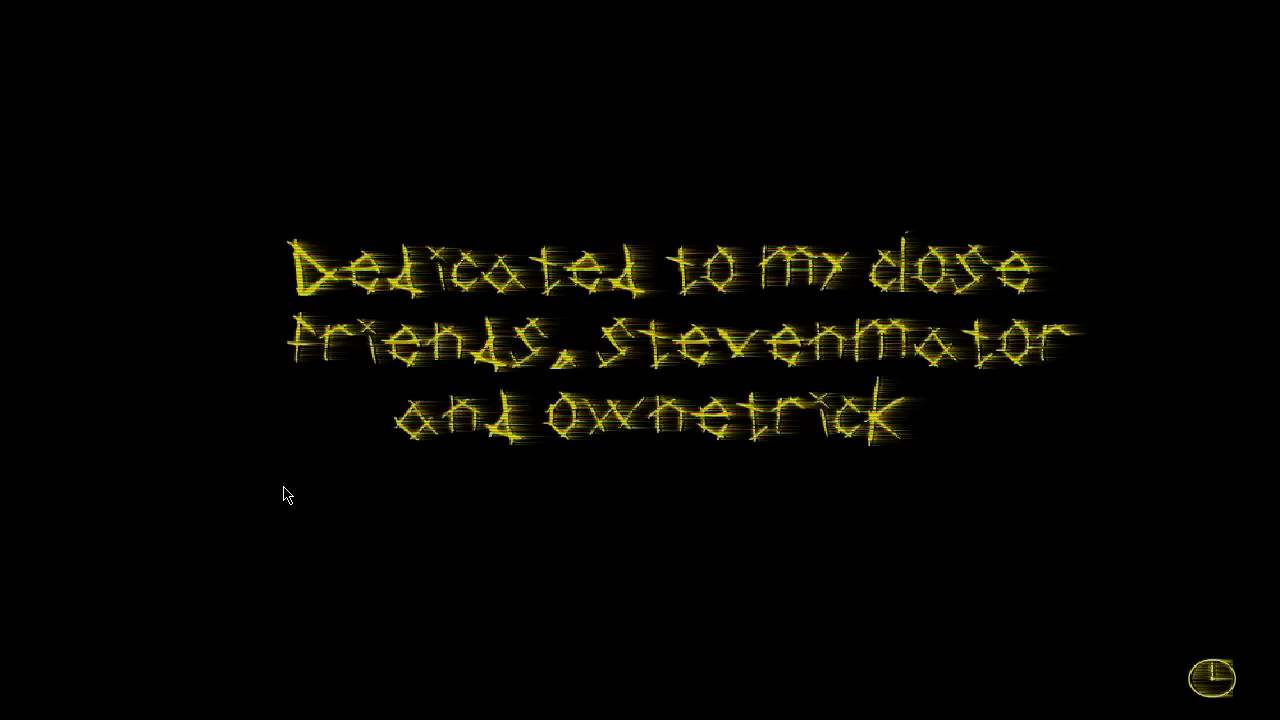 Dedicated to my close
friends, stevenmator
and ownetrick